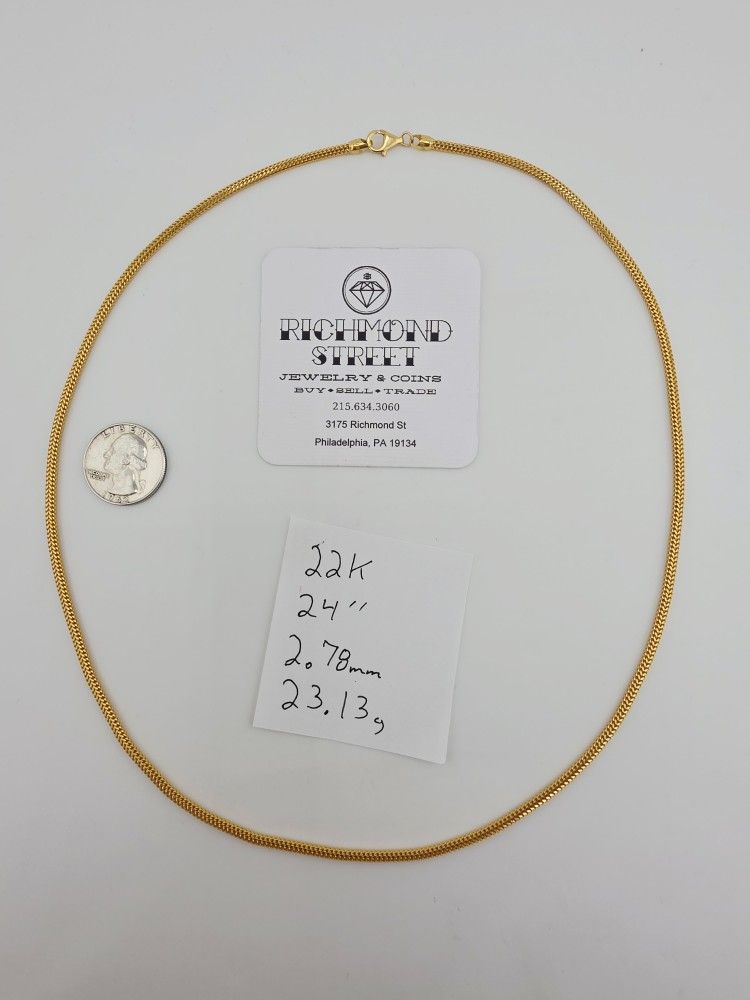 RICHMOND
STREET
JEWELRY & COINS
BUY • SELL • TRADE
215.634.3060
3175 Richmond St
Philadelphia, PA 19134
LIBERTY
22K
24"
2.78mm
23.13g